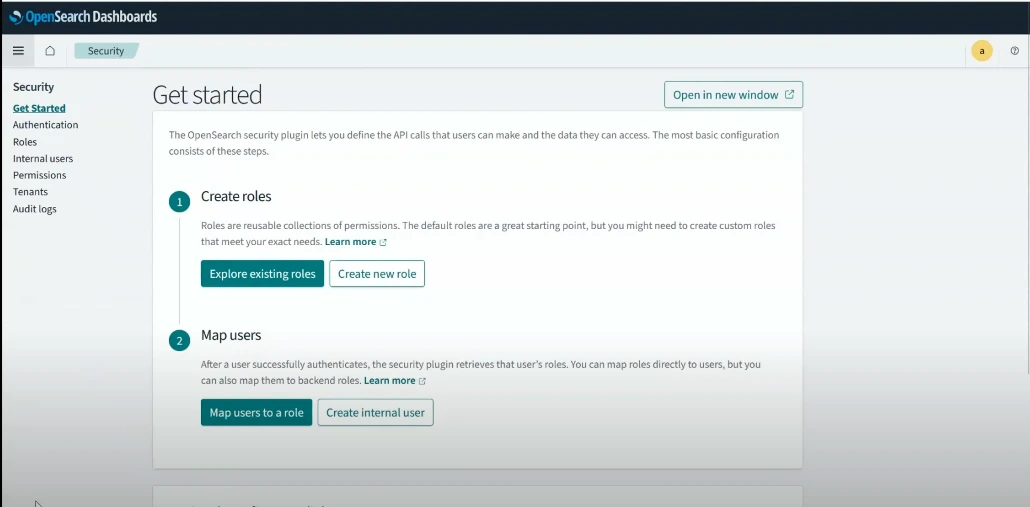 OpenSearch Dashboards
Security
a
Security
Get Started
Authentication
Roles
Internal users
Permissions
Tenants
Audit logs
Get started
Open in new window
The OpenSearch security plugin lets you define the API calls that users can make and the data they can access. The most basic configuration
consists of these steps.
1
Create roles
Roles are reusable collections of permissions. The default roles are a great starting point, but you might need to create custom roles
that meet your exact needs. Learn more
Explore existing roles
Create new role
2
Map users
After a user successfully authenticates, the security plugin retrieves that user's roles. You can map roles directly to users, but you
can also map them to backend roles. Learn more
Map users to a role
Create internal user